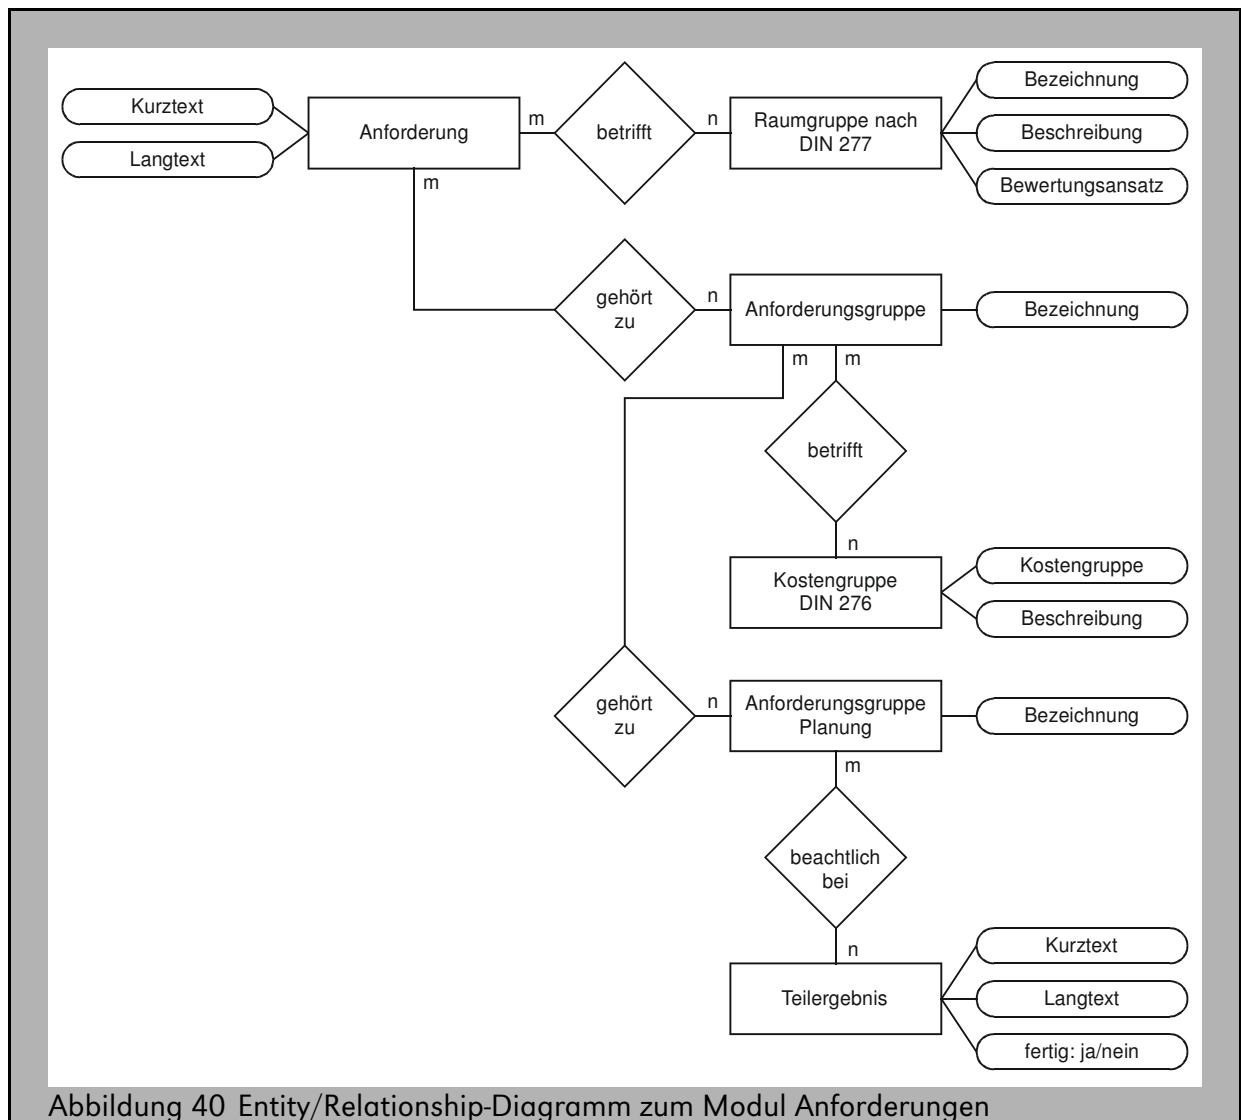 Kurztext
Langtext
Anforderung
m
betrifft
n
Raumgruppe nach
DIN 277
Bezeichnung
Beschreibung
Bewertungsansatz
m
gehört
zu
n
Anforderungsgruppe
Bezeichnung
m
m
betrifft
n
Kostengruppe
DIN 276
Kostengruppe
Beschreibung
gehört
zu
n
Anforderungsgruppe
Planung
Bezeichnung
m
beachtlich
bei
n
Teilergebnis
Kurztext
Langtext
fertig: ja/nein
Abbildung 40 Entity/Relationship-Diagramm zum Modul Anforderungen